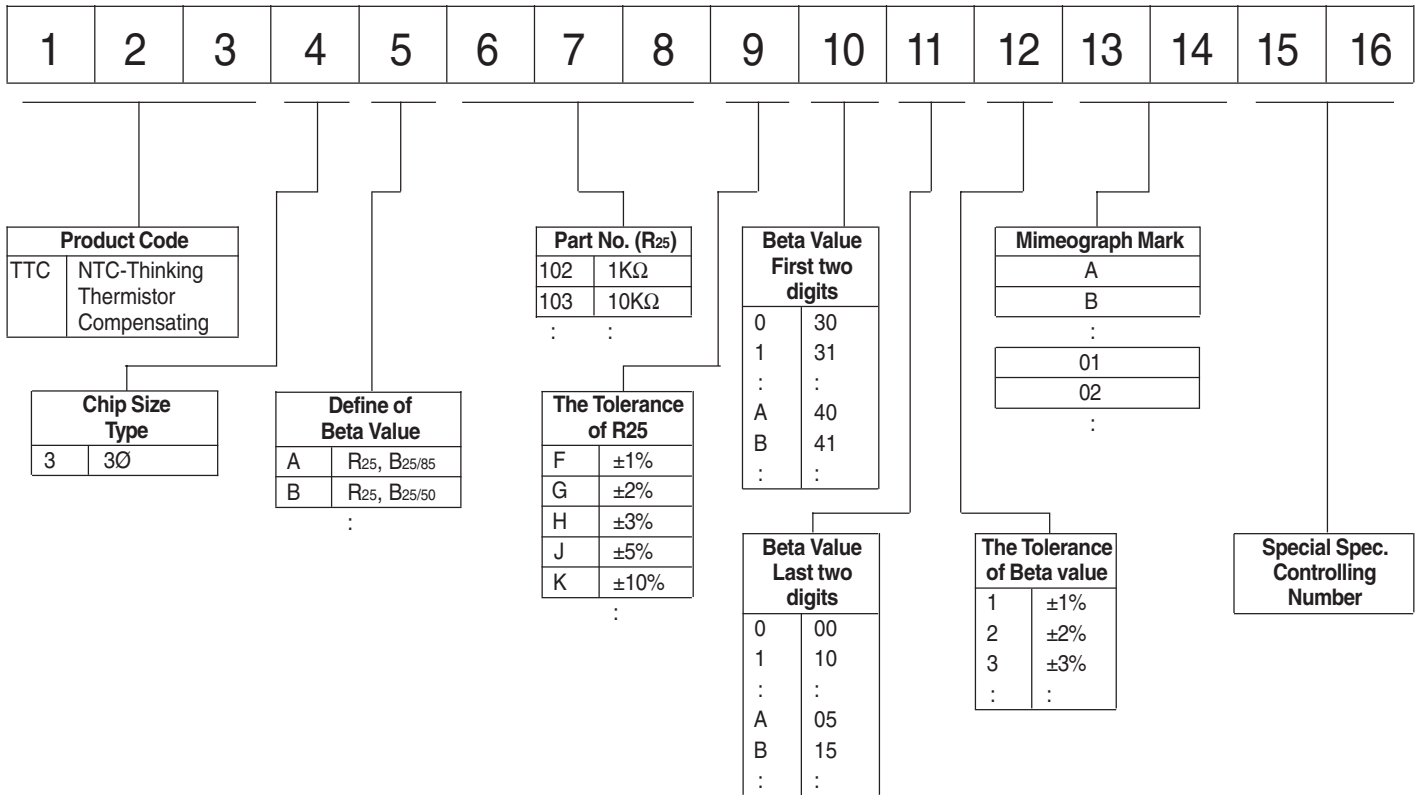 1 2 3 4 5 6 7 8 9 10 11 12 13 14 15 16
Product Code
TTC NTC-Thinking
Thermistor
Compensating
Chip Size
Type
3 3Ø
Define of
Beta Value
A R25, B25/85
B R25, B25/50
:
Part No. (R25)
102 1KΩ
103 10KΩ
: :
The Tolerance
of R25
F ±1%
G ±2%
H ±3%
J ±5%
K ±10%
:
Beta Value
First two
digits
0 30
1 31
: :
A 40
B 41
: :
Beta Value
Last two
digits
0 00
1 10
: :
A 05
B 15
: :
Mimeograph Mark
A
B
:
01
02
:
The Tolerance
of Beta value
1 ±1%
2 ±2%
3 ±3%
: :
Special Spec.
Controlling
Number